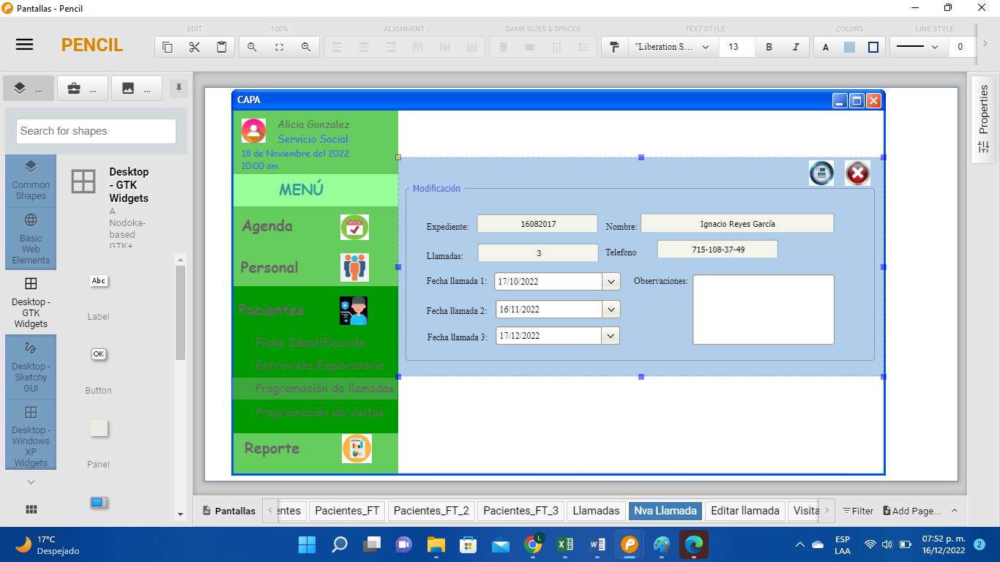 Pantallas - Pencil
PENCIL
EDIT
100%
ALIGNMENT
SAME SIZES & SPACES
TEXT STYLE
COLORS
LINE STYLE
"Liberation S...
13
B
I
A
0
...
...
...
Search for shapes
Common
Shapes
Basic
Web
Elements
Desktop -
GTK
Widgets
Desktop -
Sketchy
GUI
Desktop -
Windows
XP
Widgets
Desktop
- GTK
Widgets
A
Nodoka-
based
GTK+
Abc
Label
OK
Button
Panel
CAPA
Alicia Gonzalez
Servicio Social
18 de Noviembre del 2022
10:00 am
MENÚ
Agenda
Personal
Pacientes
Ficha Identificación
Entrevista Exploratoria
Programación de llamadas
Programación de visitas
Reporte
Modificación
Expediente:
16082017
Nombre:
Ignacio Reyes García
Llamadas:
3
Telefono
715-108-37-49
Fecha llamada 1:
17/10/2022
Observaciones:
Fecha llamada 2:
16/11/2022
Fecha llamada 3:
17/12/2022
Properties
Pantallas
entes
Pacientes_FT
Pacientes_FT_2
Pacientes_FT_3
Llamadas
Nva Llamada
Editar llamada
Visita
Filter
Add Page...
17°C
Despejado
L
ESP
LAA
07:52 p. m.
16/12/2022
2